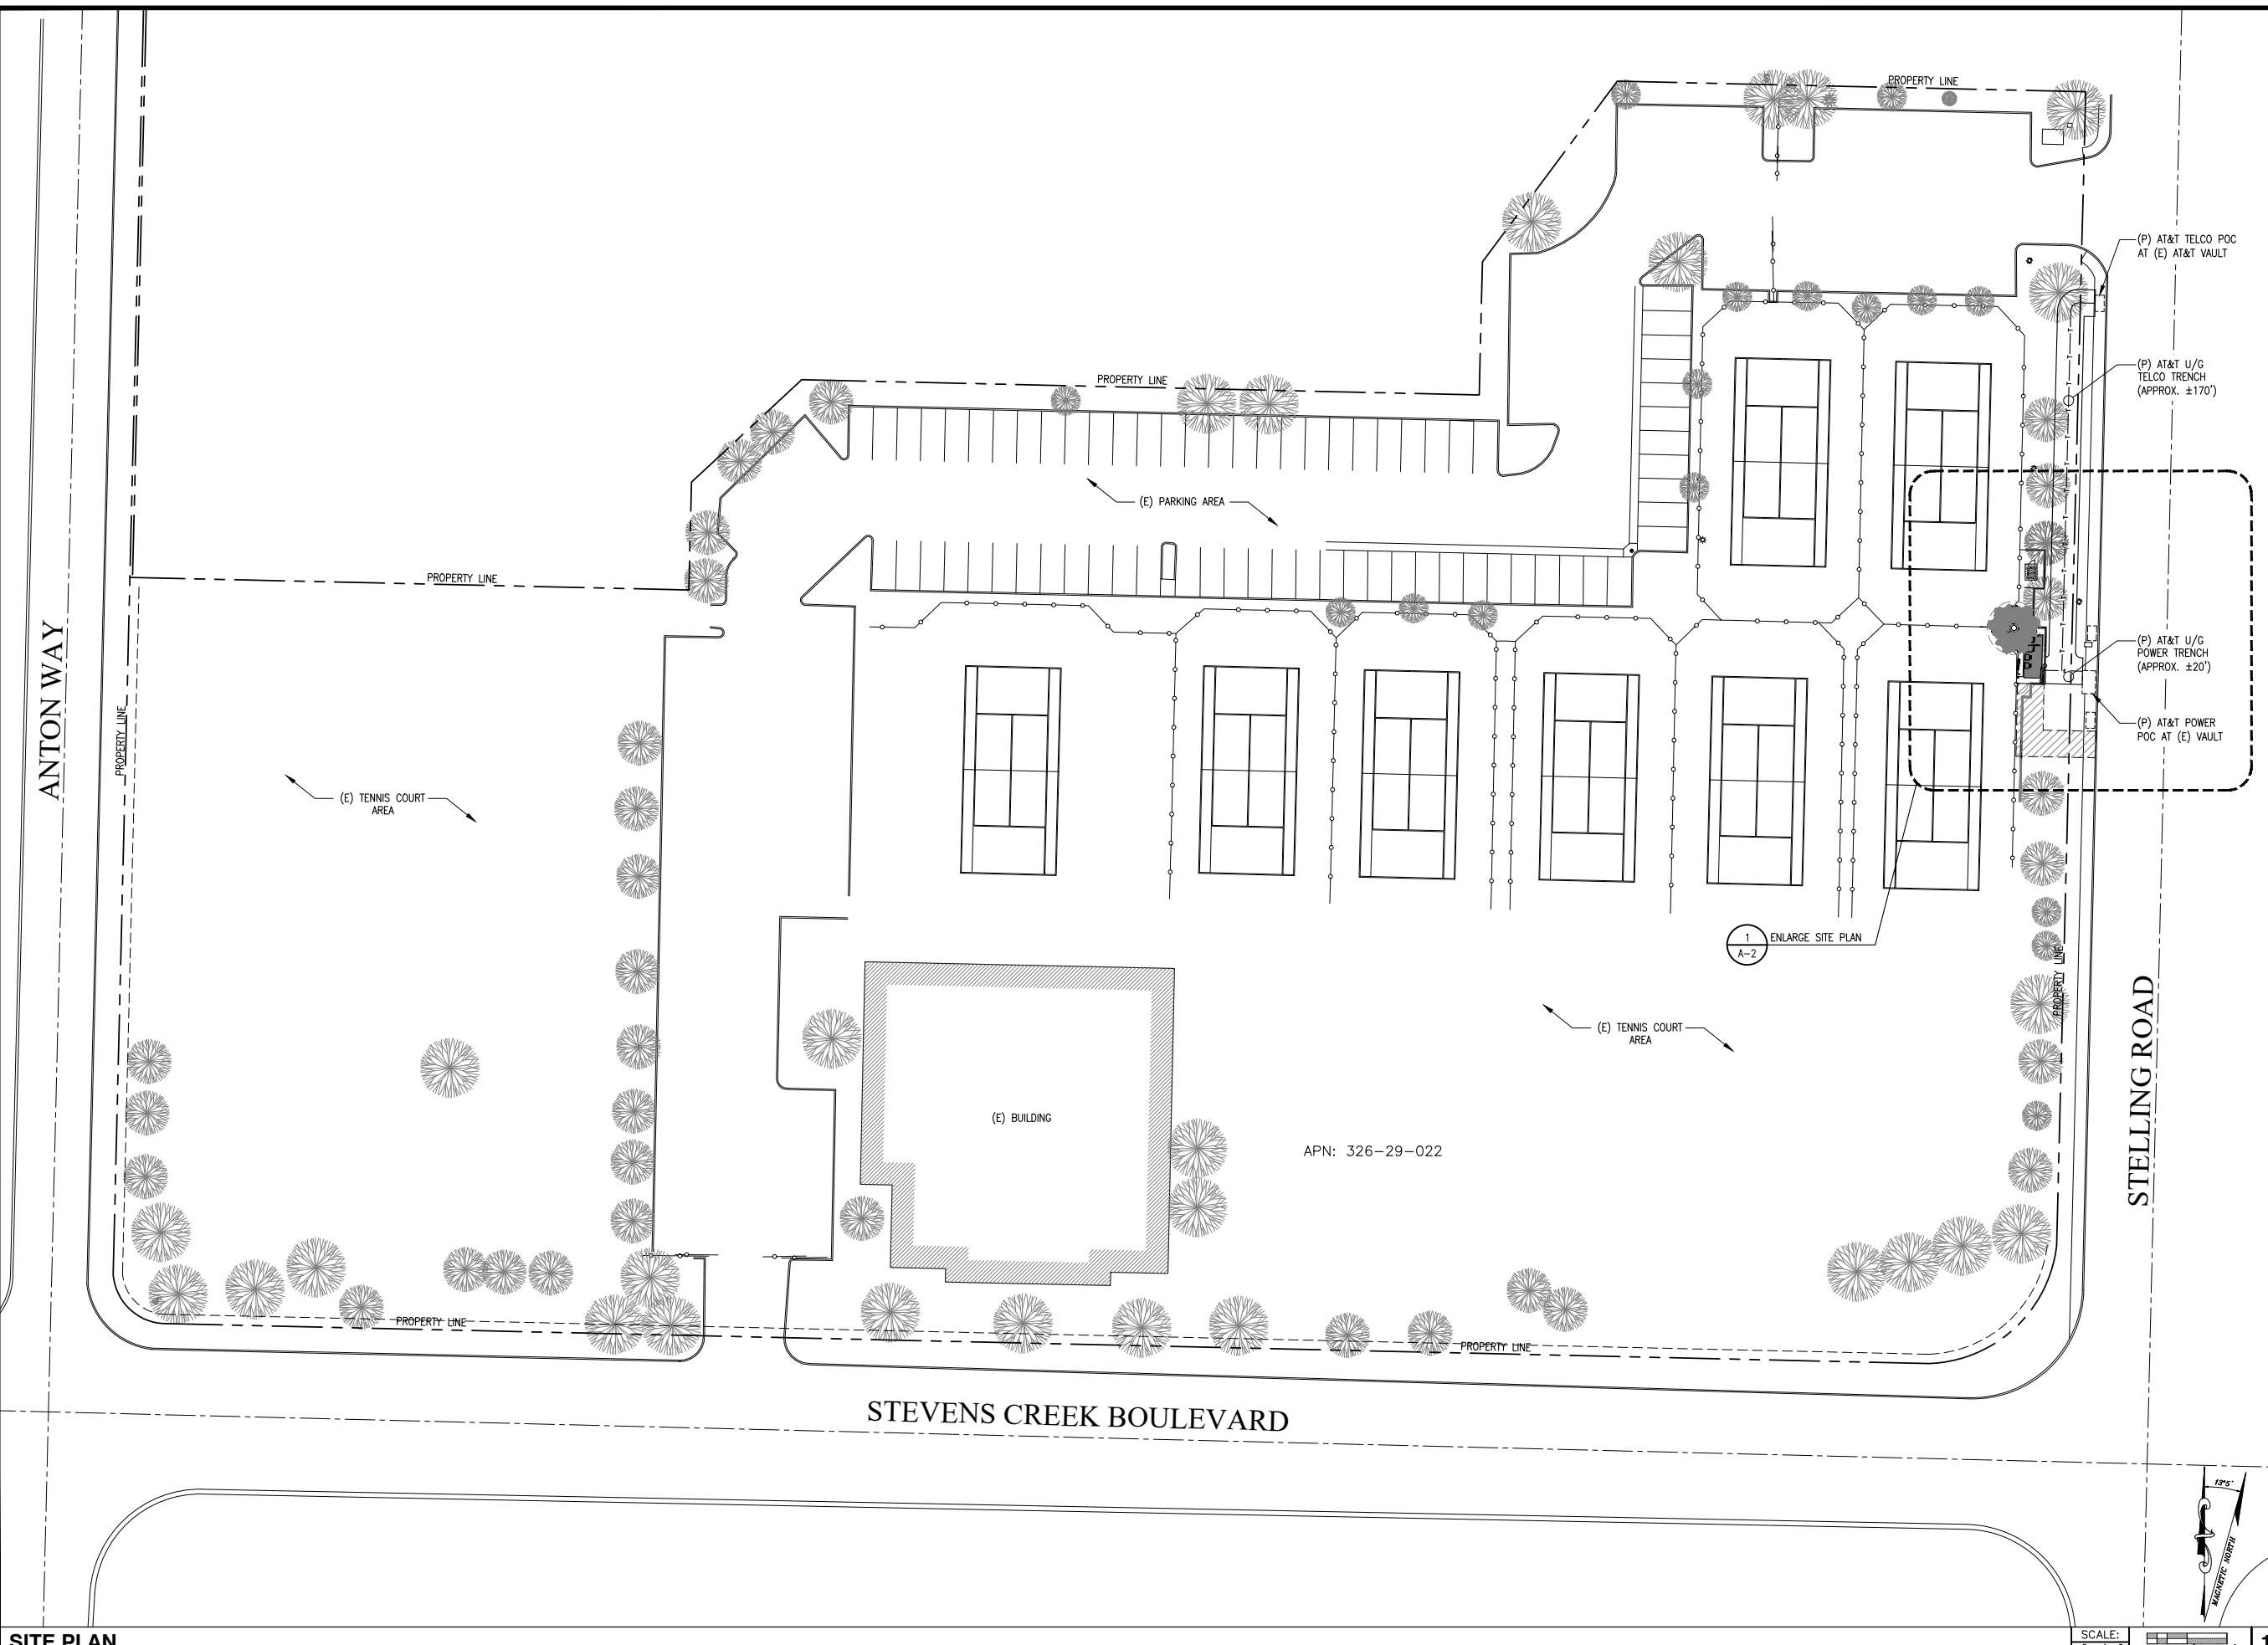 PROPERTY LINE
(P) AT&T TELCO POC
AT (E) AT&T VAULT
(P) AT&T U/G
TELCO TRENCH
(APPROX. ±170')
PROPERTY LINE
(E) PARKING AREA
PROPERTY LINE
(P) AT&T U/G
POWER TRENCH
(APPROX. ±20')
(P) AT&T POWER
POC AT (E) VAULT
ANTON WAY
PROPERTY LINE
(E) TENNIS COURT
AREA
1
A-2
ENLARGE SITE PLAN
PROPERTY LINE
STELLING ROAD
(E) TENNIS COURT
AREA
(E) BUILDING
APN: 326-29-022
PROPERTY LINE
PROPERTY LINE
STEVENS CREEK BOULEVARD
13°5'
MAGNETIC NORTH
SITE PLAN
SCALE: